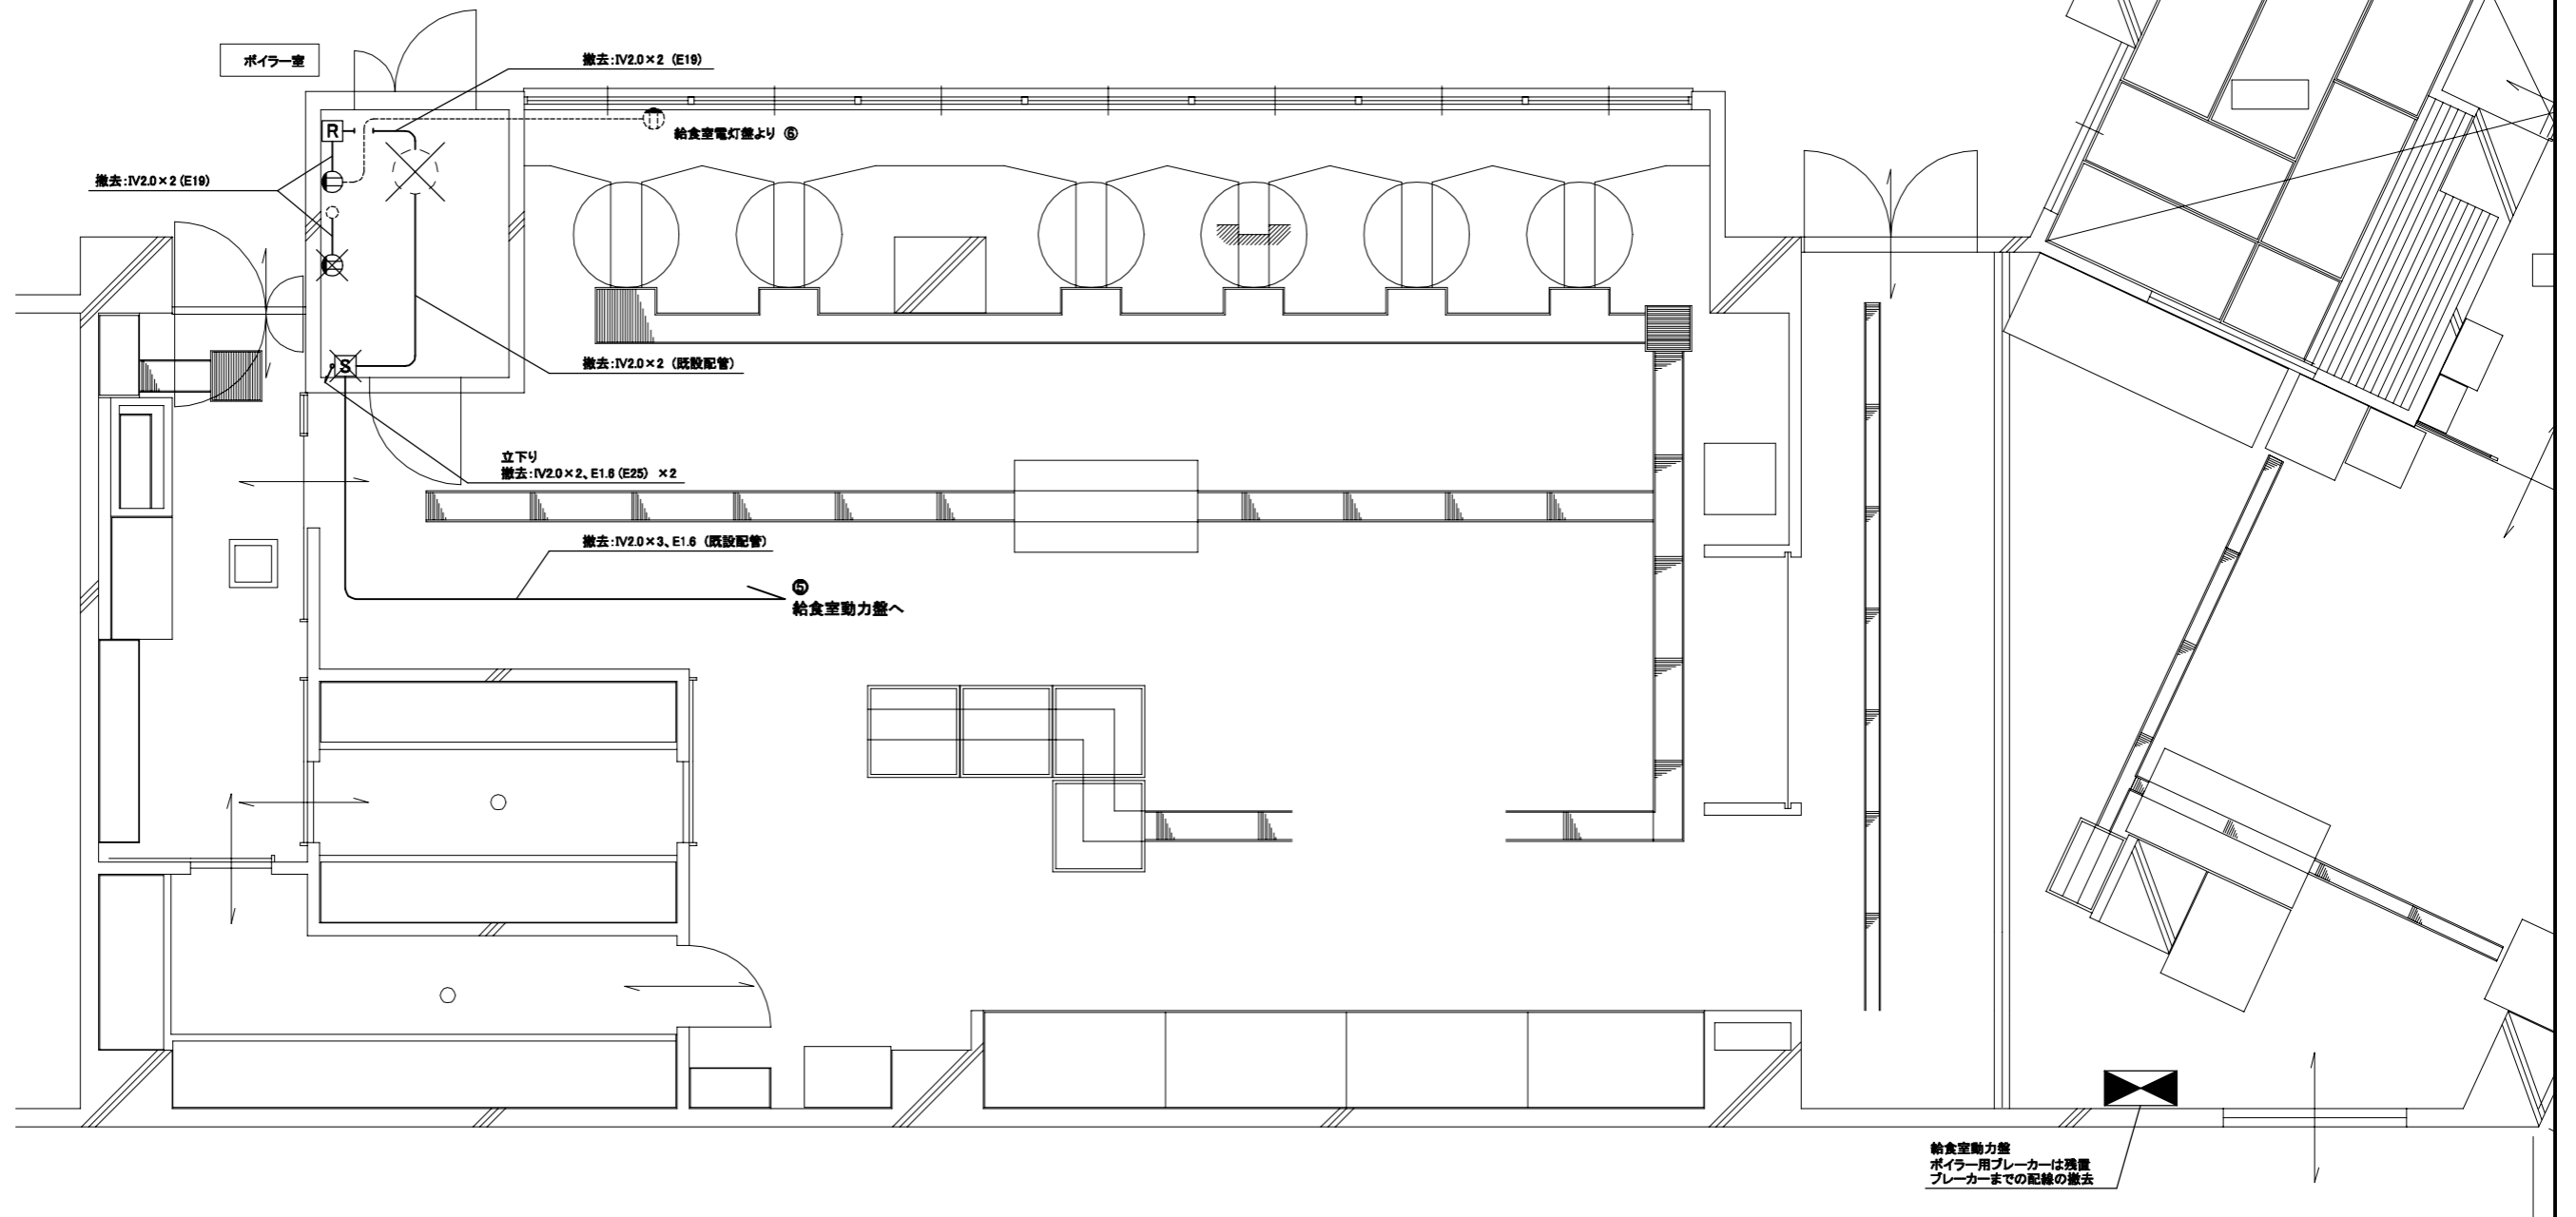 ボイラー室
撤去:IV2.0×2 (E19)
R
給食室電灯盤より ⑥
撤去:IV2.0×2 (E19)
S
撤去:IV2.0×2 (既設配管)
立下り
撤去:IV2.0×2、E1.6 (E25) ×2
撤去:IV2.0×3、E1.6 (既設配管)
⑤
給食室動力盤へ
給食室動力盤
ボイラー用ブレーカーは残置
ブレーカーまでの配線の撤去